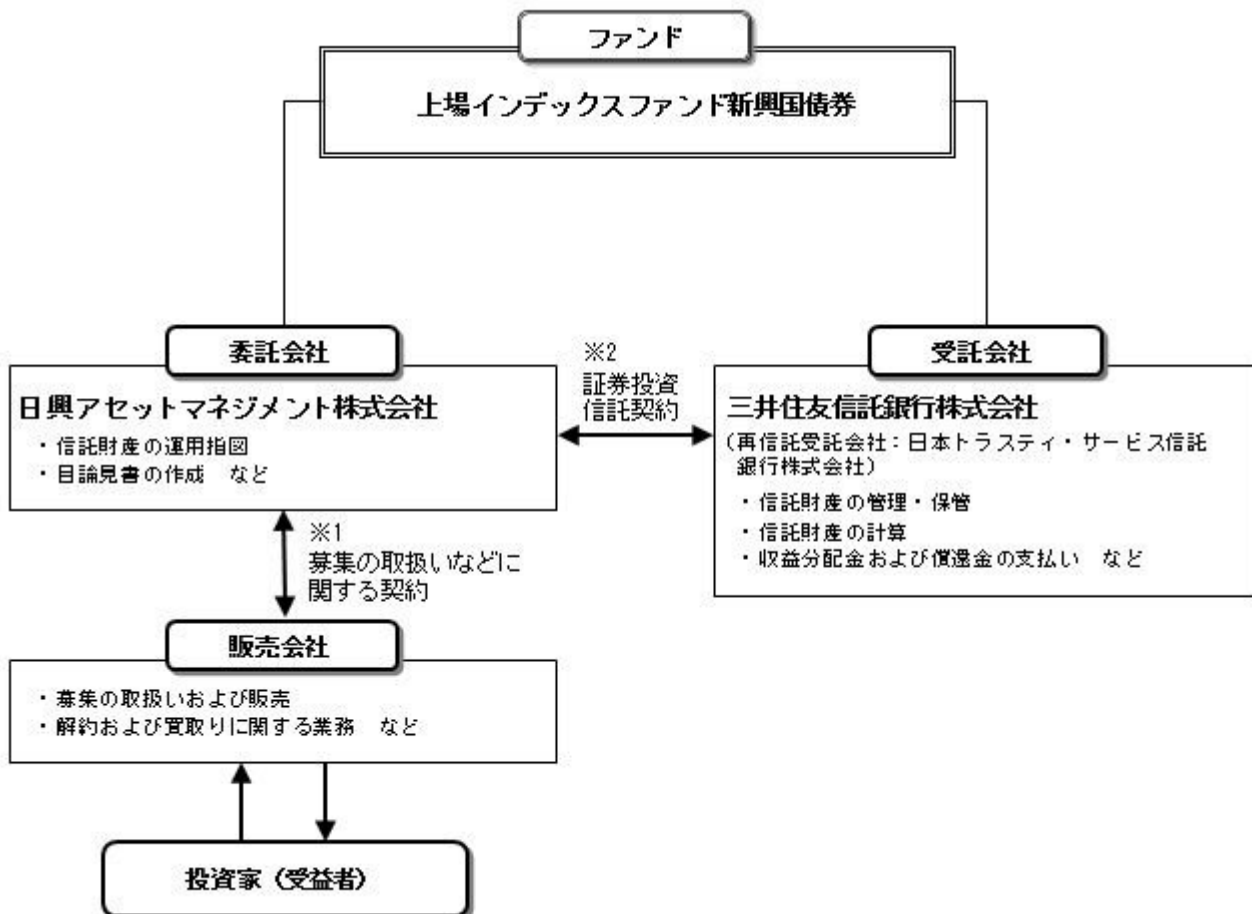 ファンド
上場インデックスファンド新興国債券
委託会社
日興アセットマネジメント株式会社
・信託財産の運用指図
・目論見書の作成　など
※2
証券投資
信託契約
受託会社
三井住友信託銀行株式会社
(再信託受託会社：日本トラスティ・サービス信託
銀行株式会社)
・信託財産の管理・保管
・信託財産の計算
・収益分配金および償還金の支払い　など
※1
募集の取扱いなどに
関する契約
販売会社
・募集の取扱いおよび販売
・解約および買取りに関する業務　など
投資家（受益者）